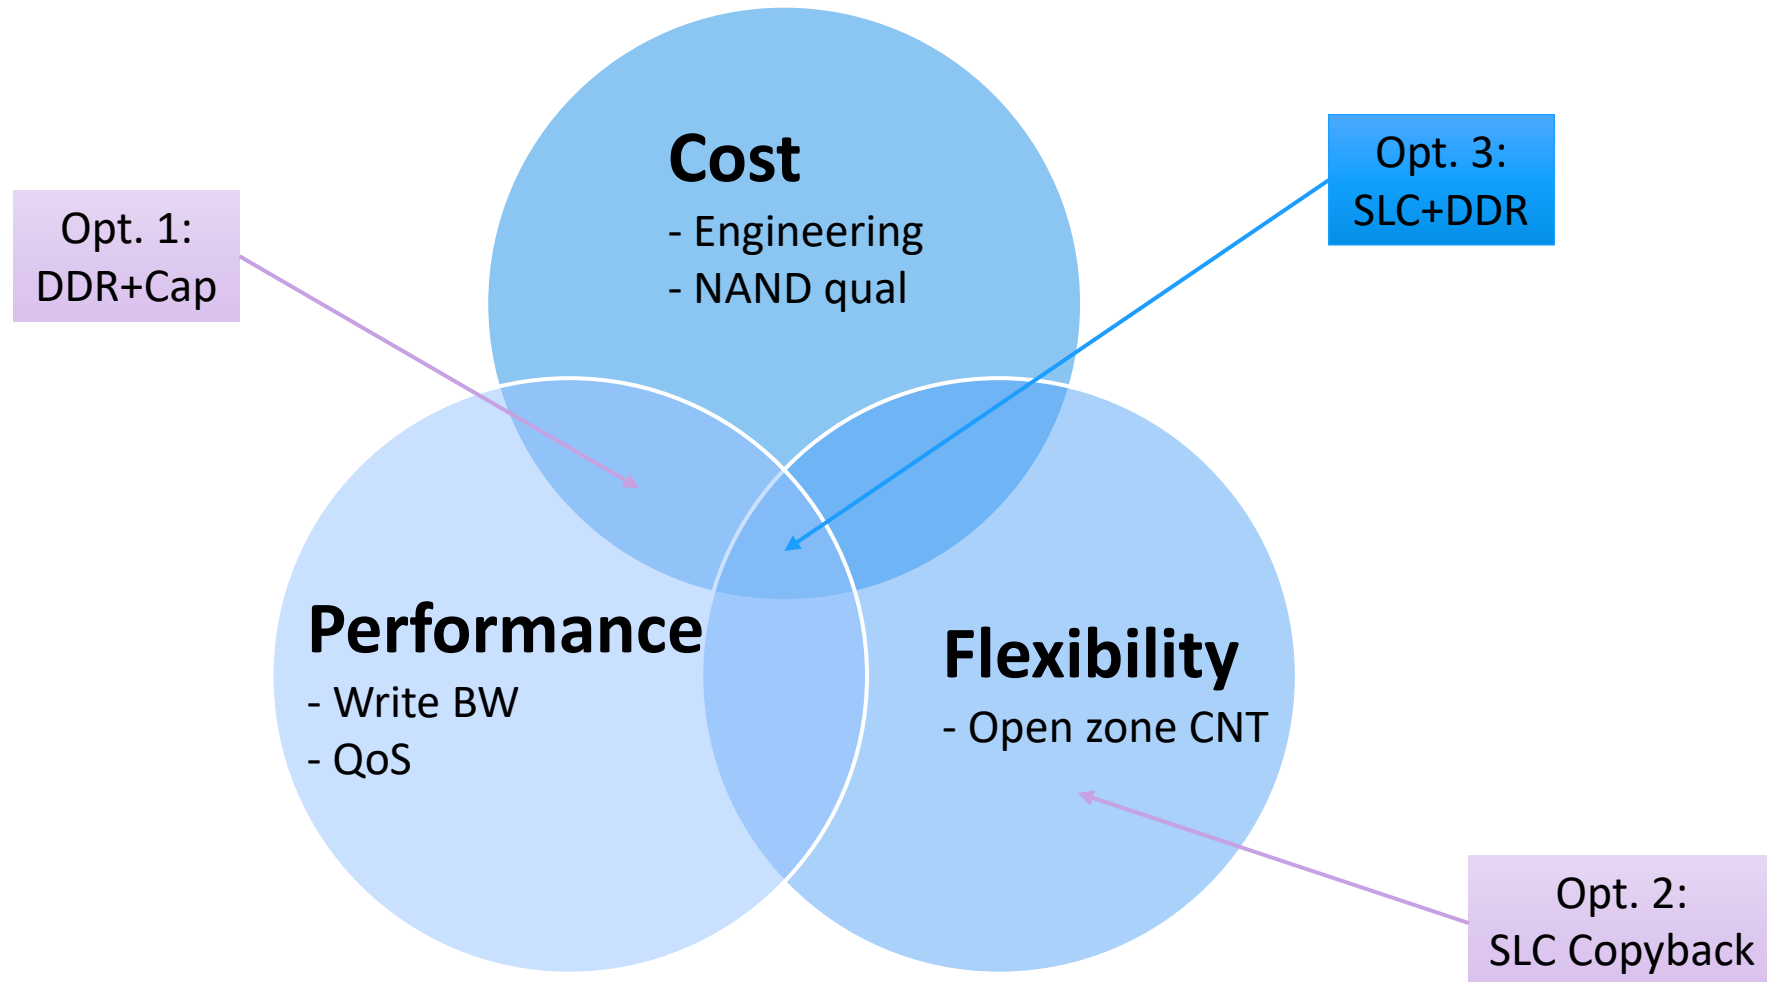 Cost
- Engineering
- NAND qual
Opt. 1:
DDR+Cap
Opt. 3:
SLC+DDR
Performance
- Write BW
- QoS
Flexibility
- Open zone CNT
Opt. 2:
SLC Copyback